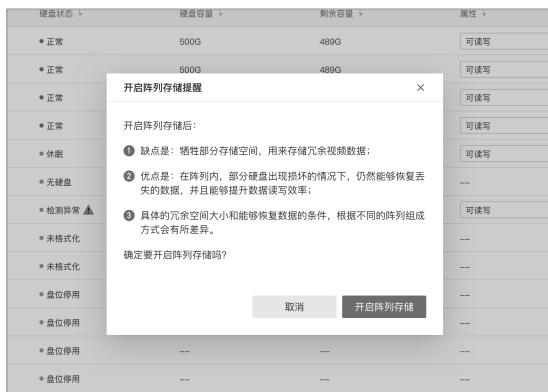 硬盘状态 硬盘容量 剩余容量 属性
正常 500G 489G 可读写
正常 500G 489G 可读写
正常 可读写
正常 可读写
休眠 可读写
无硬盘 --
检测异常 可读写
未格式化 --
未格式化 --
盘位停用 --
盘位停用 --
盘位停用 -- -- --
盘位停用 -- -- --
开启阵列存储提醒 ×
开启阵列存储后：
1 缺点是：牺牲部分存储空间，用来存储冗余视频数据；
2 优点是：在阵列内，部分硬盘出现损坏的情况下，仍然能够恢复丢
失的数据，并且能够提升数据读写效率；
3 具体的冗余空间大小和能够恢复数据的条件，根据不同的阵列组成
方式会有所差异。
确定要开启阵列存储吗？
取消 开启阵列存储